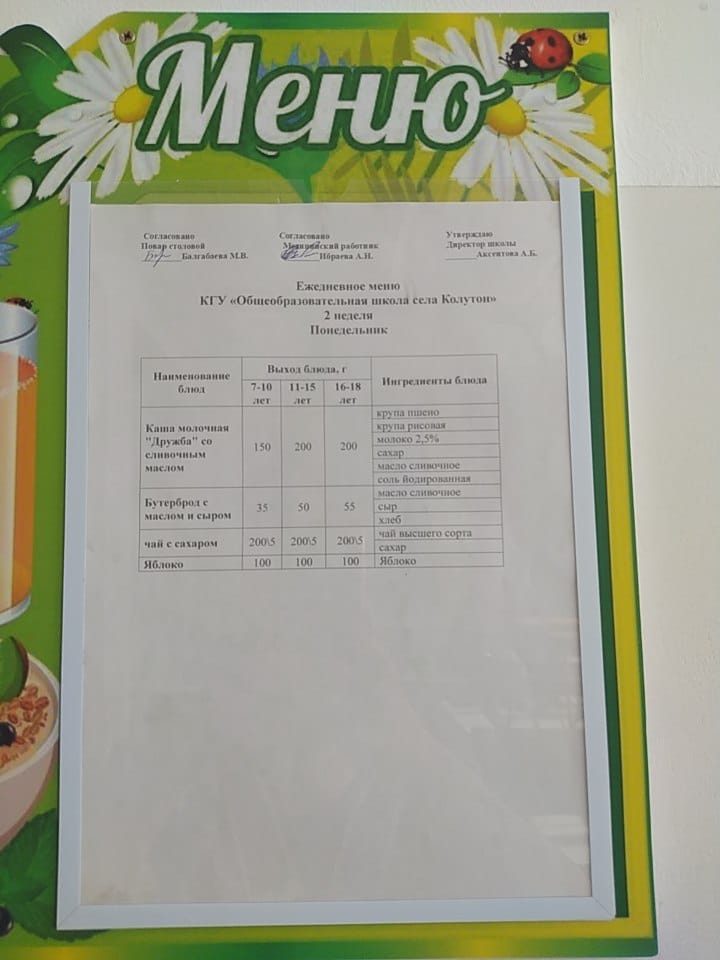 Меню
Согласовано
Повар столовой
Балгабаева М.В.
Согласовано
Медицинский работник
Ибраева А.Н.
Утверждаю
Директор школы
Аксентова А.Б.
Ежедневное меню
КГУ «Общеобразовательная школа села Колутон»
2 неделя
Понедельник
Наименование блюд | Выход блюда, г | Ингредиенты блюда
7-10 лет | 11-15 лет | 16-18 лет
Каша молочная "Дружба" со сливочным маслом | 150 | 200 | 200
крупа пшено
крупа рисовая
молоко 2,5%
сахар
масло сливочное
соль йодированная
Бутерброд с маслом и сыром | 35 | 50 | 55
масло сливочное
сыр
хлеб
чай с сахаром | 200\5 | 200\5 | 200\5
чай высшего сорта
сахар
Яблоко | 100 | 100 | 100 | Яблоко